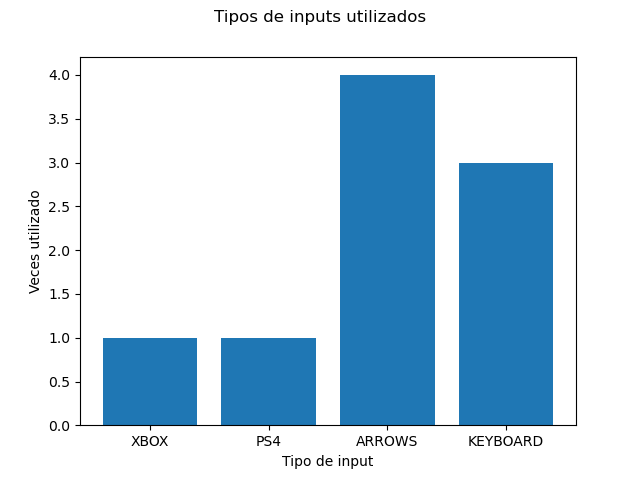 Tipos de inputs utilizados
4.0
3.5
3.0
2.5
2.0
1.5
1.0
0.5
0.0
Veces utilizado
XBOX PS4 ARROWS KEYBOARD
Tipo de input